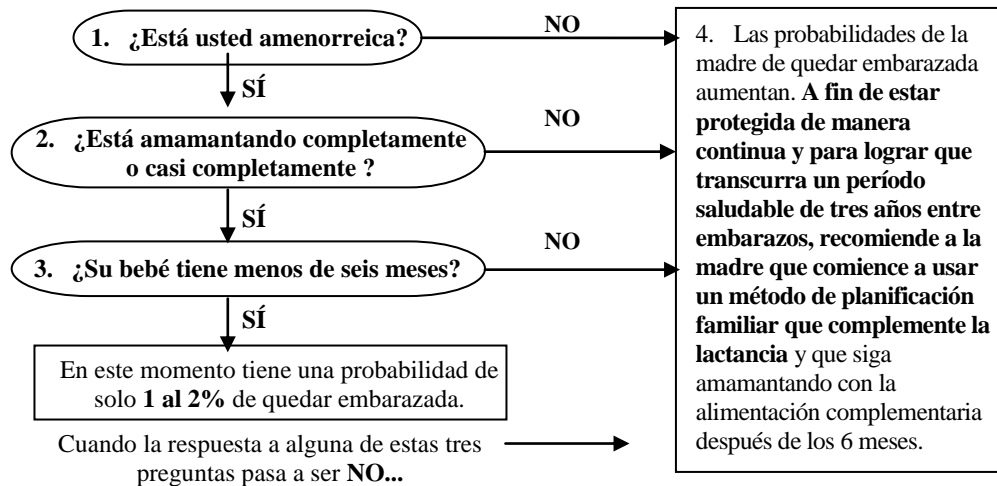 1. ¿Está usted amenorreica?
NO
SÍ
2. ¿Está amamantando completamente
o casi completamente ?
NO
SÍ
3. ¿Su bebé tiene menos de seis meses?
NO
SÍ
En este momento tiene una probabilidad de
solo 1 al 2% de quedar embarazada.
Cuando la respuesta a alguna de estas tres
preguntas pasa a ser NO...
4. Las probabilidades de la
madre de quedar embarazada
aumentan. A fin de estar
protegida de manera
continua y para lograr que
transcurra un período
saludable de tres años entre
embarazos, recomiende a la
madre que comience a usar
un método de planificación
familiar que complemente la
lactancia y que siga
amamantando con la
alimentación complementaria
después de los 6 meses.